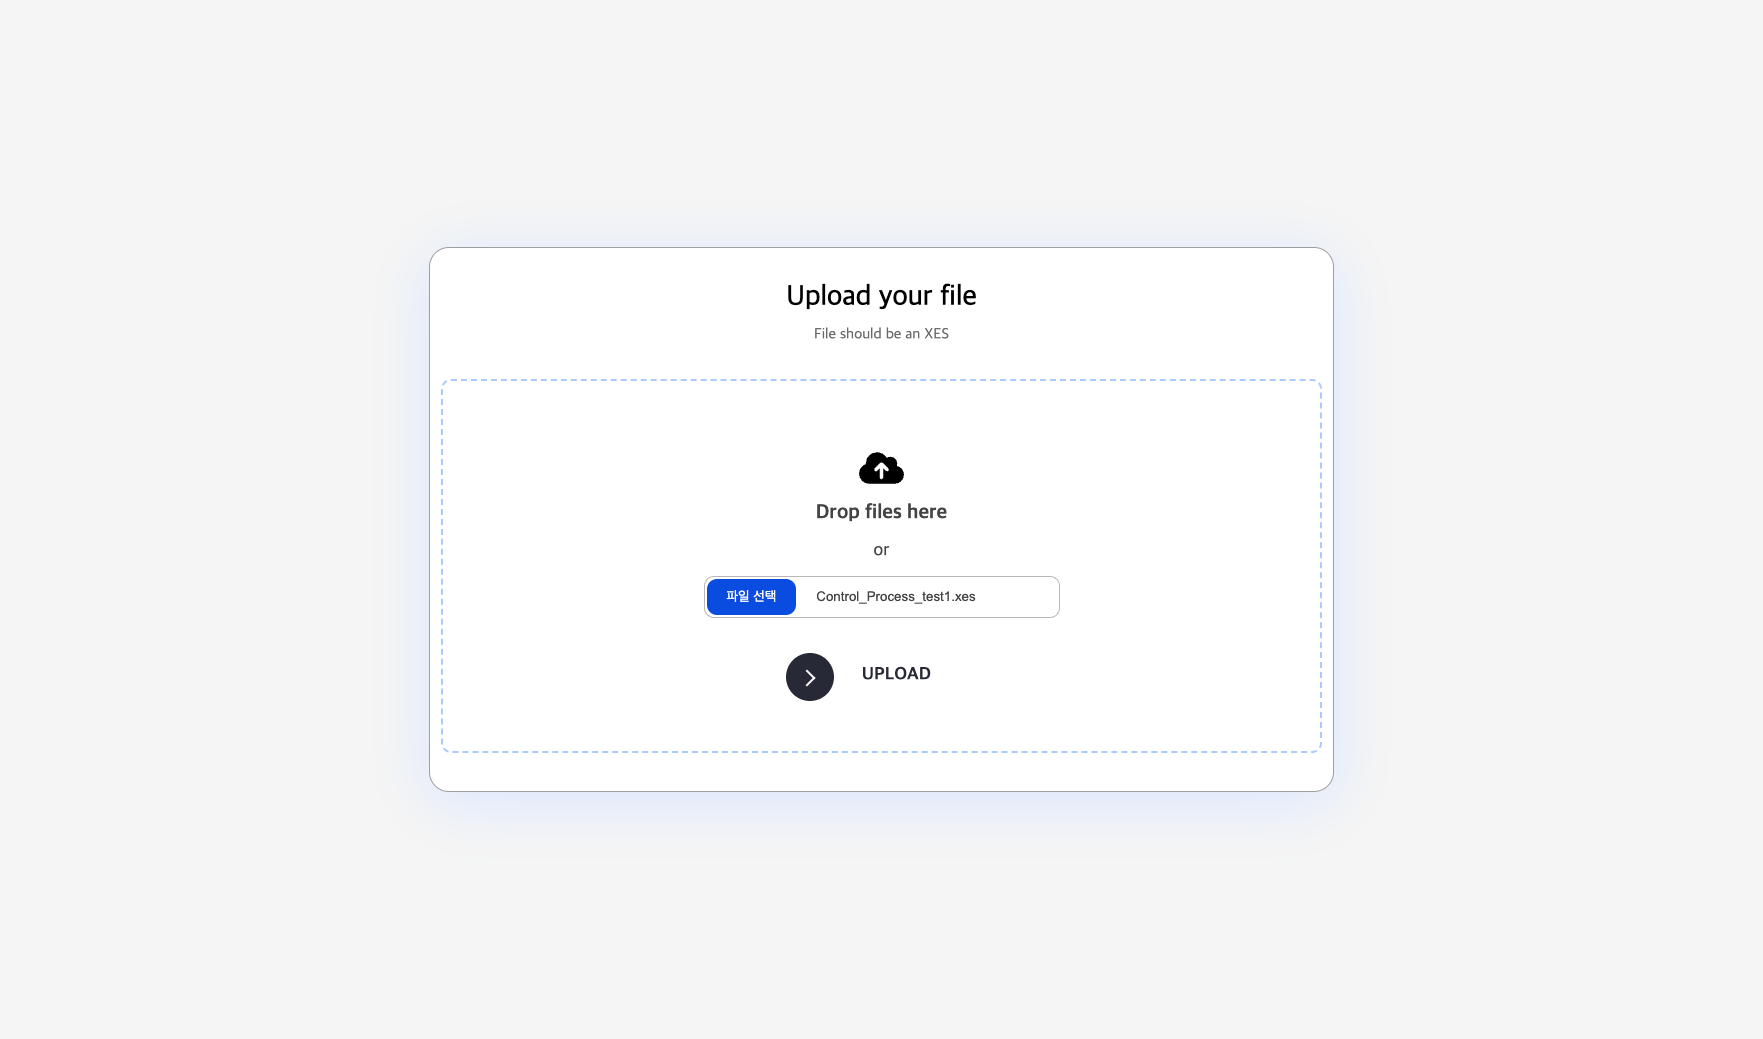 Upload your file
File should be an XES
Drop files here
or
파일 선택 Control_Process_test1.xes
UPLOAD